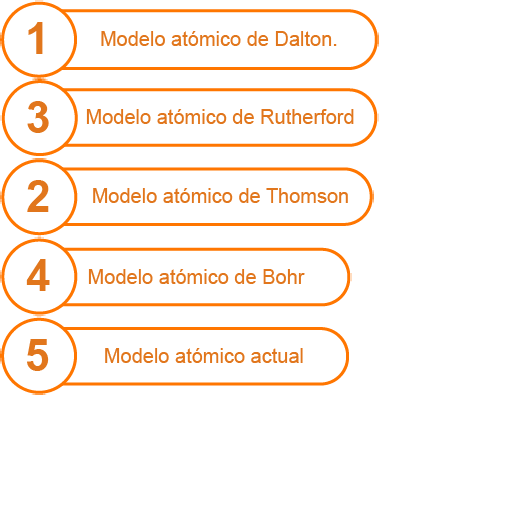 1 Modelo atómico de Dalton.
3 Modelo atómico de Rutherford
2 Modelo atómico de Thomson
4 Modelo atómico de Bohr
5 Modelo atómico actual